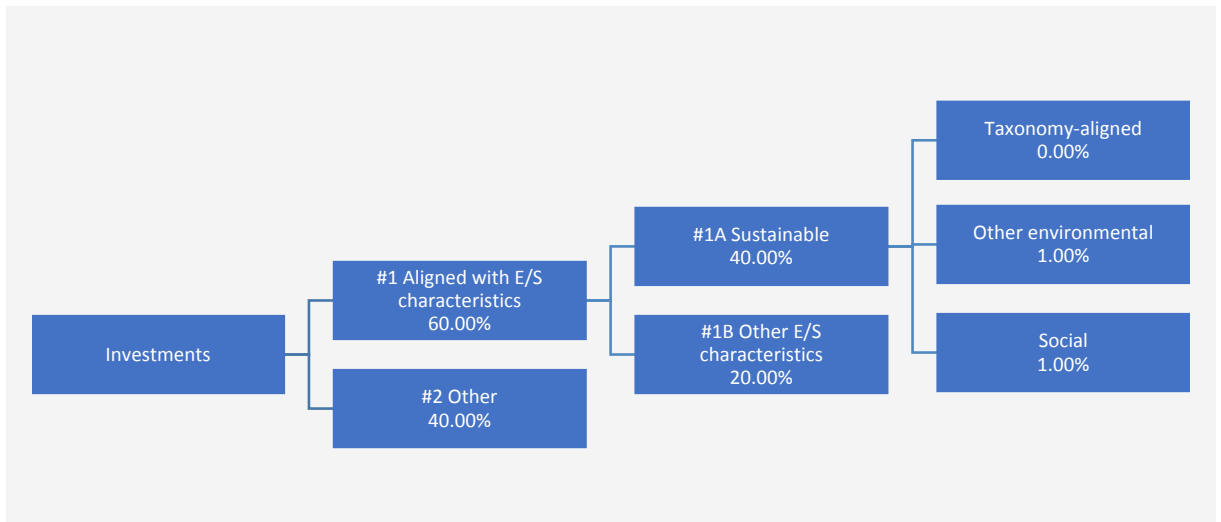 Investments
#1 Aligned with E/S
characteristics
60.00%
#2 Other
40.00%
#1A Sustainable
40.00%
#1B Other E/S
characteristics
20.00%
Taxonomy-aligned
0.00%
Other environmental
1.00%
Social
1.00%